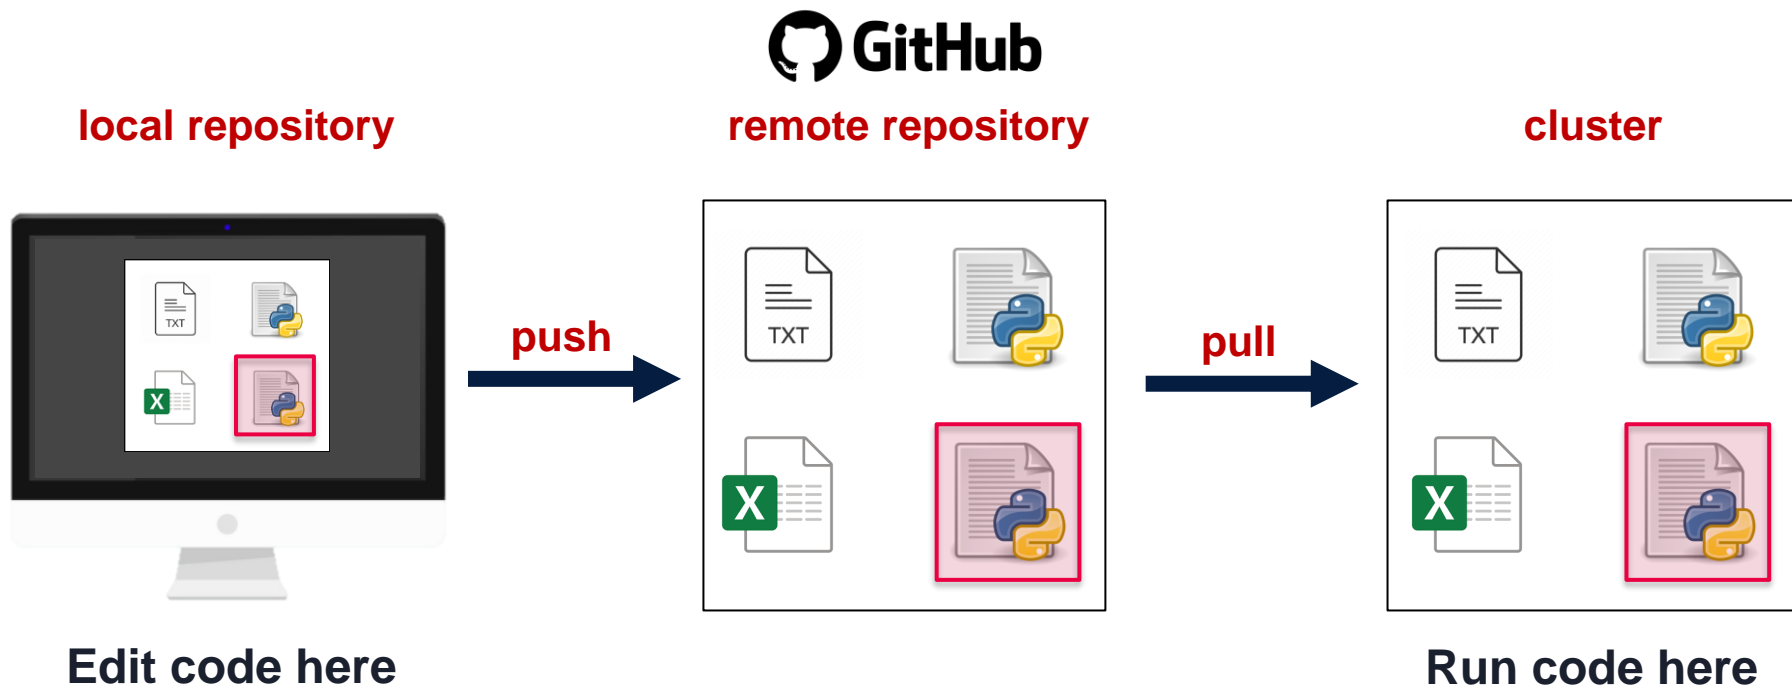 GitHub
local repository
remote repository
cluster
TXT
X
push
TXT
X
pull
TXT
X
Edit code here
Run code here